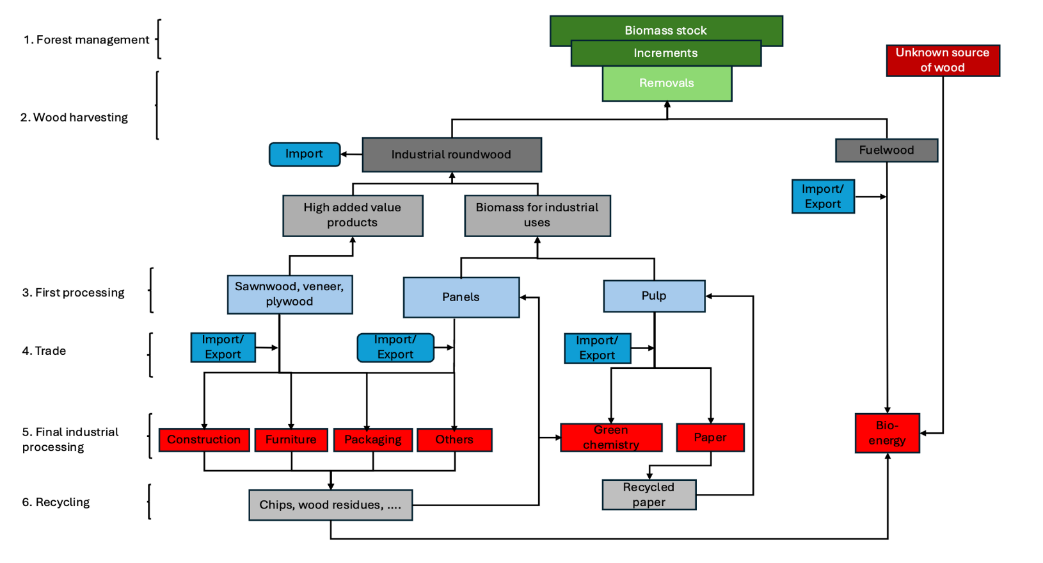 Biomass stock
1. Forest management
Increments
Unknown source
of wood
Removals
2. Wood harvesting
Import
Industrial roundwood
Fuelwood
Import/
Export
High added value
products
Biomass for industrial
uses
3. First processing
Sawnwood, veneer,
plywood
Panels
Pulp
4. Trade
Import/
Export
Import/
Export
Import/
Export
5. Final industrial
processing
Construction
Furniture
Packaging
Others
Green
chemistry
Paper
Bio-
energy
6. Recycling
Chips, wood residues, ....
Recycled
paper